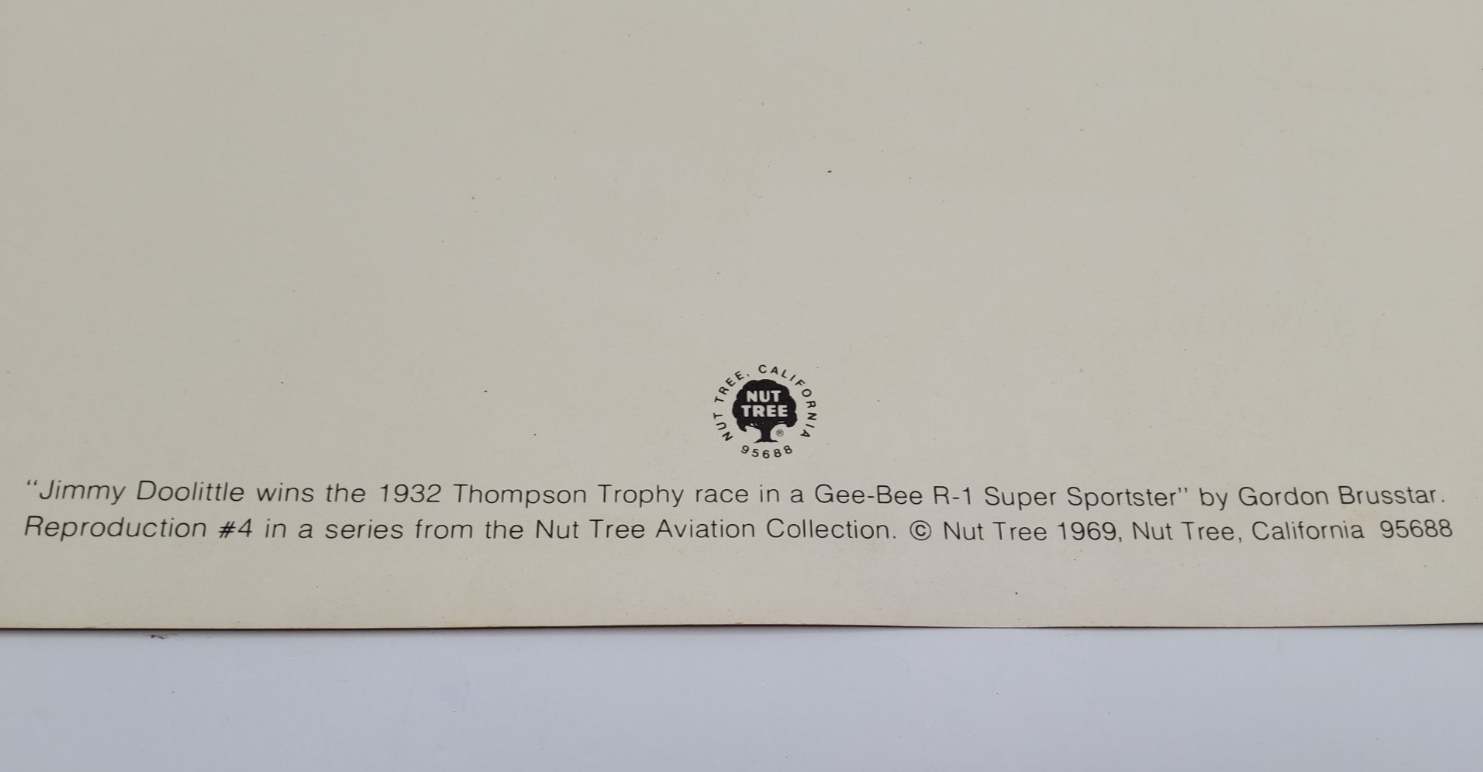 NUT TREE, CALIFORNIA
NUT
TREE
®
95688
"Jimmy Doolittle wins the 1932 Thompson Trophy race in a Gee-Bee R-1 Super Sportster" by Gordon Brusstar.
Reproduction #4 in a series from the Nut Tree Aviation Collection. © Nut Tree 1969, Nut Tree, California 95688